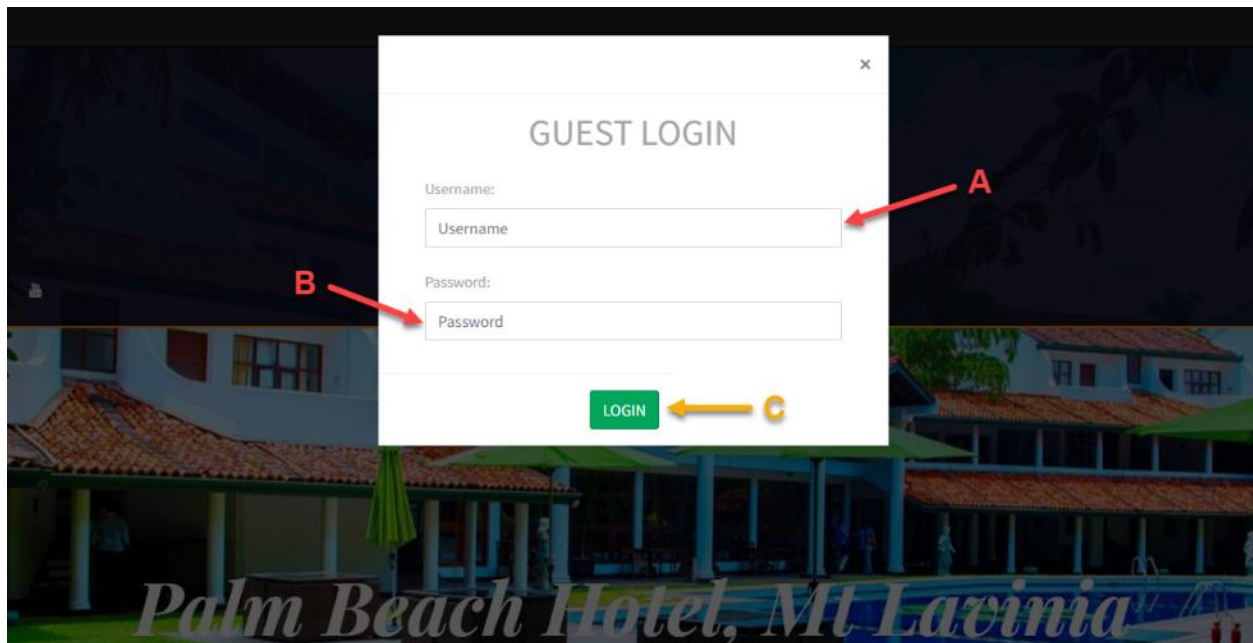 ×
GUEST LOGIN
Username:
A
Username
B
Password:
Password
LOGIN
C
Palm Beach Hotel, Mt Lavinia